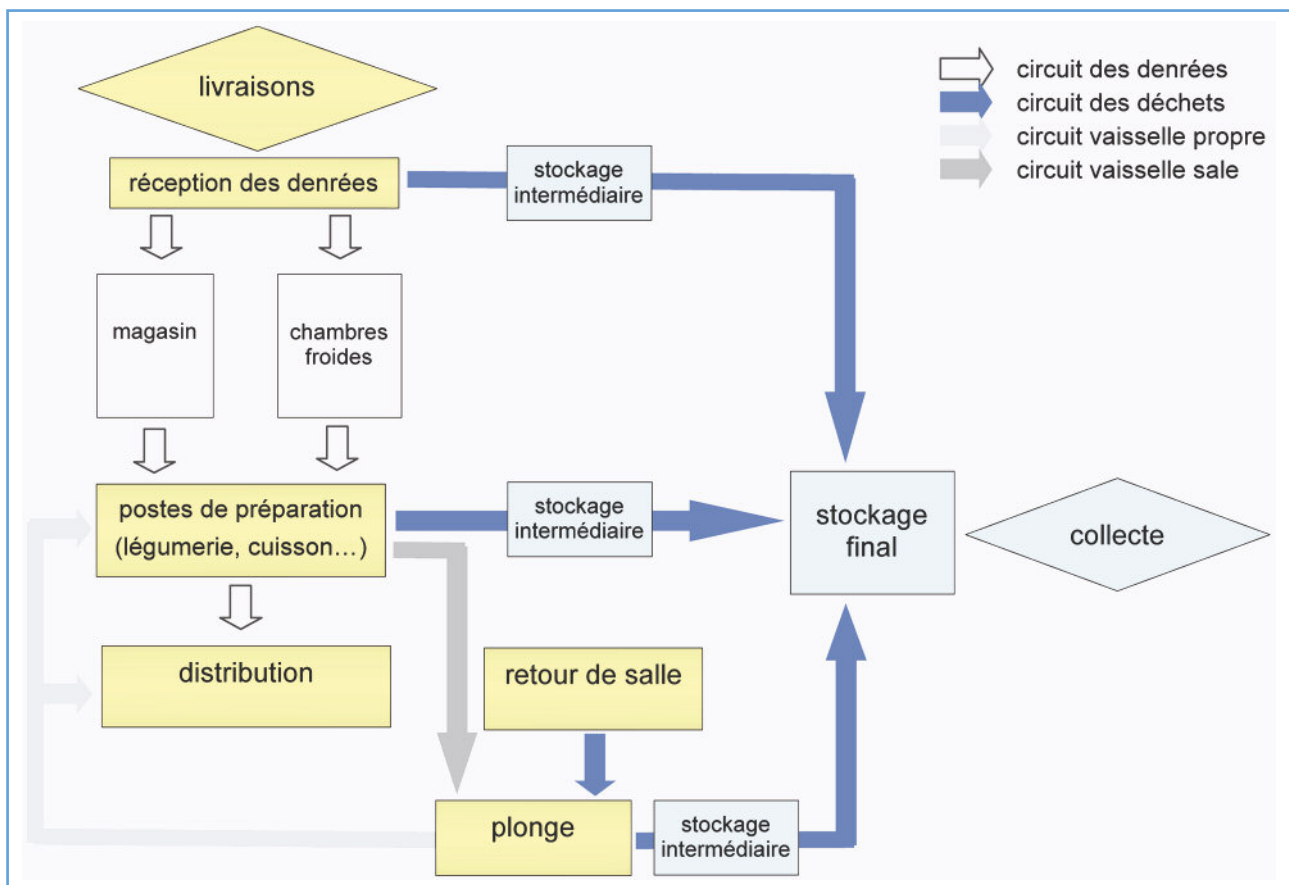 livraisons
circuit des denrées
circuit des déchets
circuit vaisselle propre
circuit vaisselle sale
réception des denrées
stockage
intermédiaire
magasin
chambres
froides
postes de préparation
(légumerie, cuisson…)
stockage
intermédiaire
stockage
final
collecte
distribution
retour de salle
plonge
stockage
intermédiaire